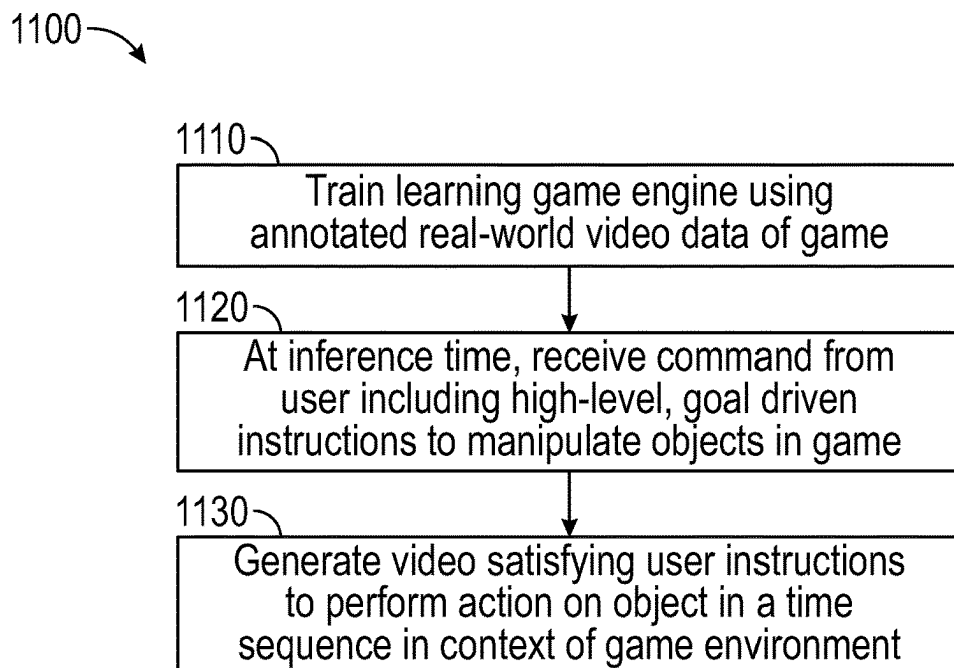 1100
1110
Train learning game engine using
annotated real-world video data of game
1120
At inference time, receive command from
user including high-level, goal driven
instructions to manipulate objects in game
1130
Generate video satisfying user instructions
to perform action on object in a time
sequence in context of game environment